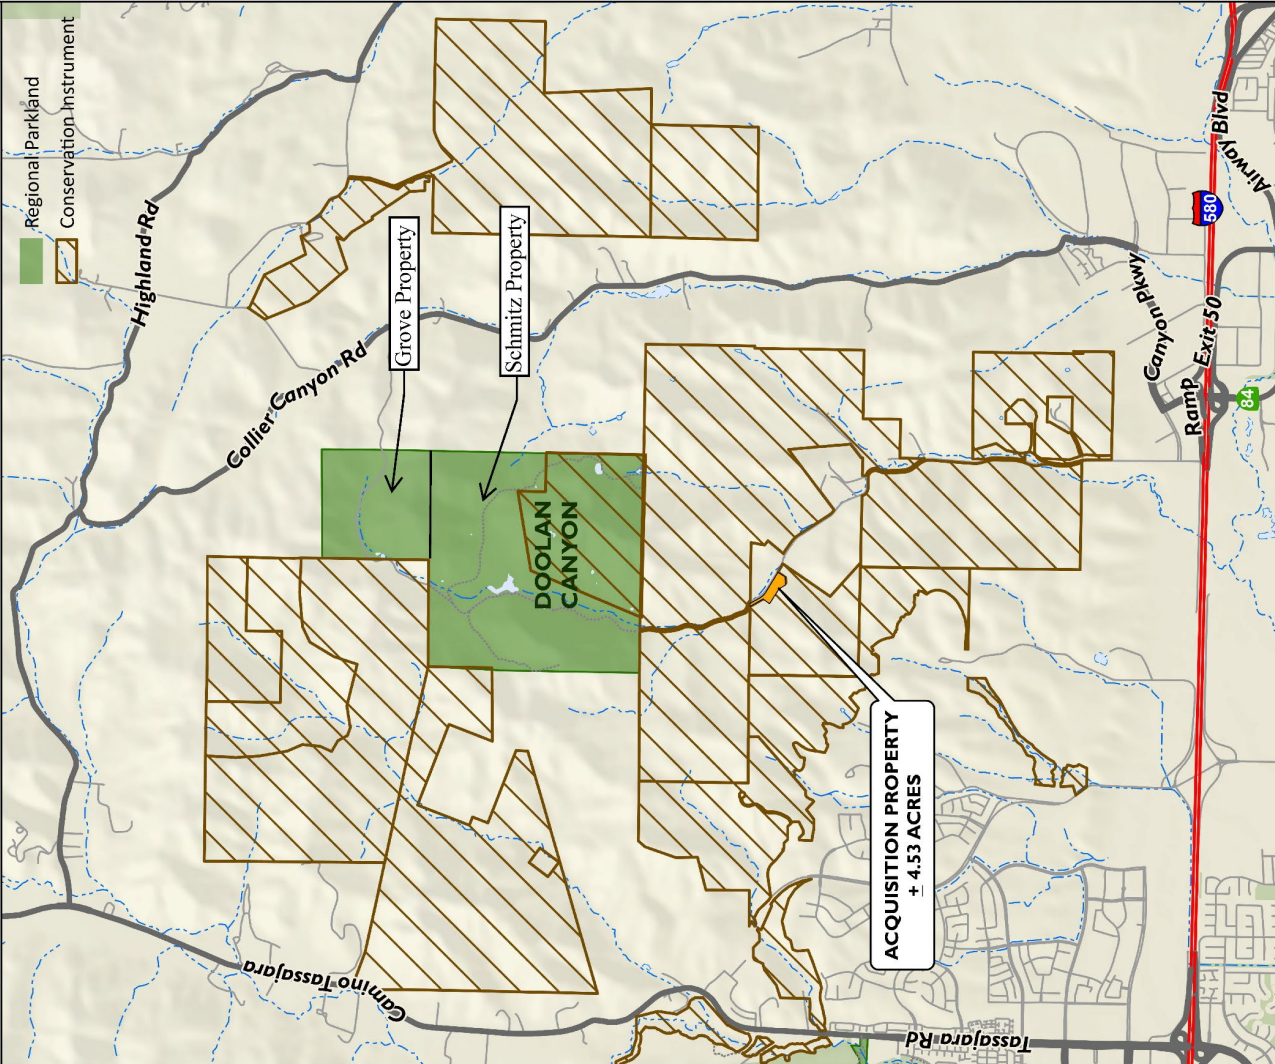 Regional Parkland
Conservation Instrument
Highland Rd
Collier Canyon Rd
Grove Property
Schmitz Property
DOOLAN
CANYON
Camino Tassajara
Tassajara Rd
ACQUISITION PROPERTY
± 4.53 ACRES
Canyon Pkwy
Ramp
Exit 50
Airway Blvd
580
84